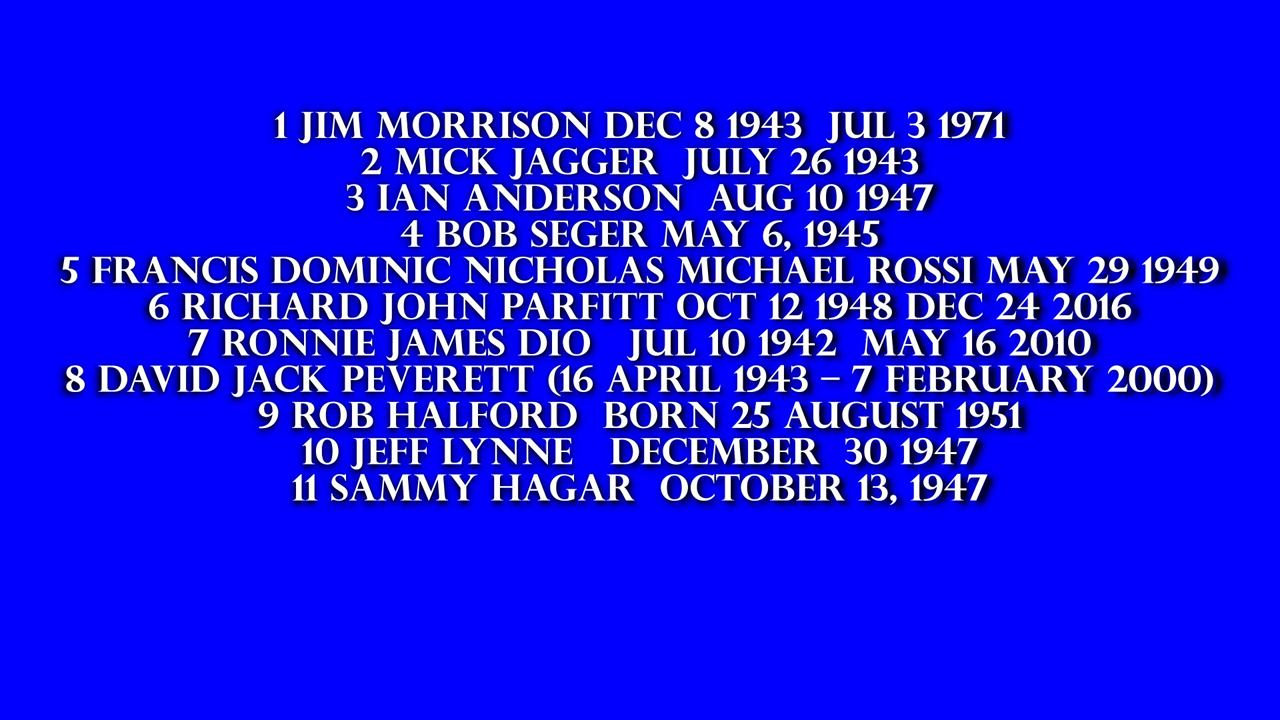 1 JIM MORRISON DEC 8 1943 JUL 3 1971
2 MICK JAGGER JULY 26 1943
3 IAN ANDERSON AUG 10 1947
4 BOB SEGER MAY 6, 1945
5 FRANCIS DOMINIC NICHOLAS MICHAEL ROSSI MAY 29 1949
6 RICHARD JOHN PARFITT OCT 12 1948 DEC 24 2016
7 RONNIE JAMES DIO JUL 10 1942 MAY 16 2010
8 DAVID JACK PEVERETT (16 APRIL 1943 – 7 FEBRUARY 2000)
9 ROB HALFORD BORN 25 AUGUST 1951
10 JEFF LYNNE DECEMBER 30 1947
11 SAMMY HAGAR OCTOBER 13, 1947